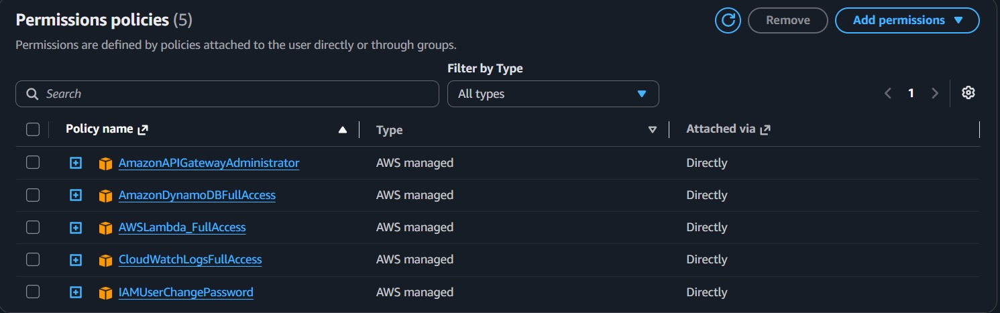 Permissions policies (5)
Remove
Add permissions
Permissions are defined by policies attached to the user directly or through groups.
Filter by Type
Search
All types
1
Policy name
Type
Attached via
AmazonAPIGatewayAdministrator AWS managed Directly
AmazonDynamoDBFullAccess AWS managed Directly
AWSLambda_FullAccess AWS managed Directly
CloudWatchLogsFullAccess AWS managed Directly
IAMUserChangePassword AWS managed Directly